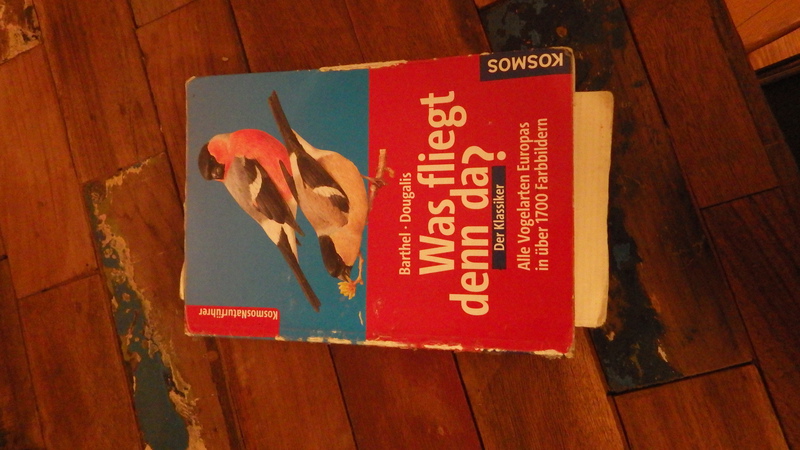 Barthel · Dougalis
Was fliegt
denn da?
Der Klassiker
Alle Vogelarten Europas
in über 1700 Farbbildern
KOSMOS
KosmosNaturführer